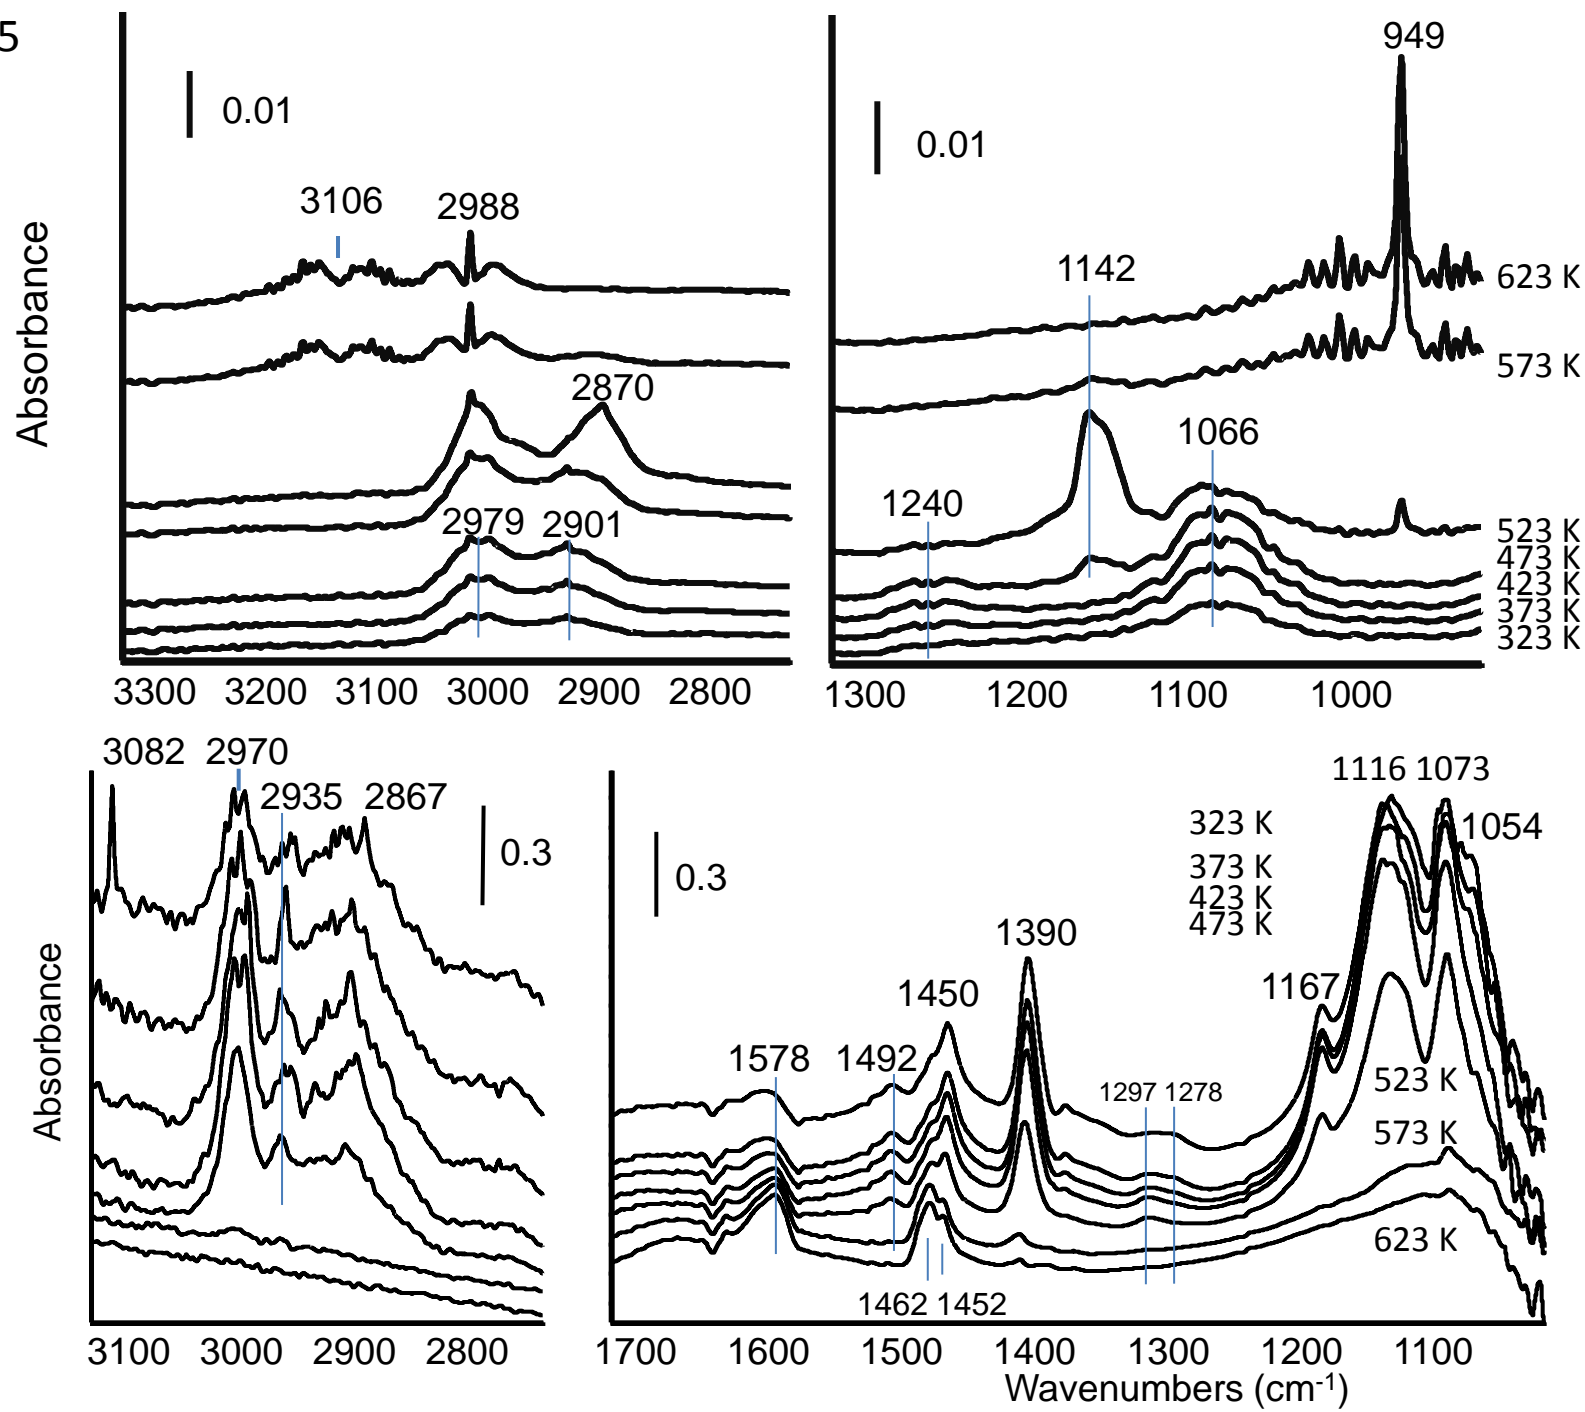 5
949
0.01
0.01
3106 2988
1142
623 K
573 K
2870
1066
1240
2979 2901
523 K
473 K
423 K
373 K
323 K
Absorbance
3300 3200 3100 3000 2900 2800
1300 1200 1100 1000
3082 2970
2935 2867
0.3
0.3
1116 1073
1054
323 K
373 K
423 K
473 K
1390
1450
1167
1578 1492
1297 1278
523 K
573 K
623 K
1462 1452
Absorbance
3100 3000 2900 2800
1700 1600 1500 1400 1300 1200 1100
Wavenumbers (cm-1)